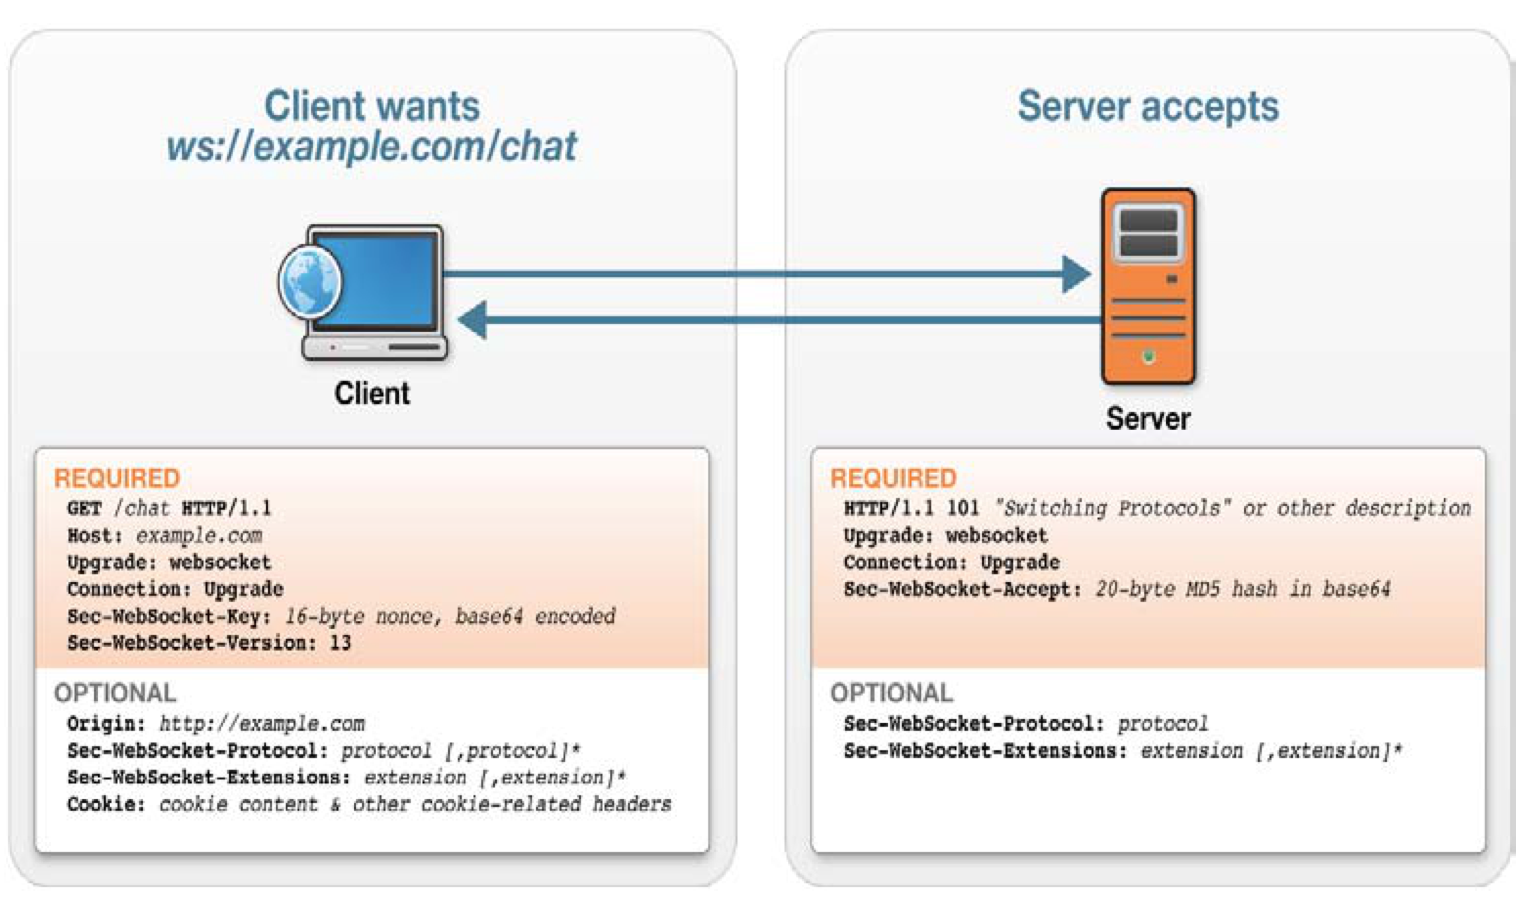 Client wants
ws://example.com/chat
Client
REQUIRED
GET /chat HTTP/1.1
Host: example.com
Upgrade: websocket
Connection: Upgrade
Sec-WebSocket-Key: 16-byte nonce, base64 encoded
Sec-WebSocket-Version: 13
OPTIONAL
Origin: http://example.com
Sec-WebSocket-Protocol: protocol [,protocol]*
Sec-WebSocket-Extensions: extension [,extension]*
Cookie: cookie content & other cookie-related headers
Server accepts
Server
REQUIRED
HTTP/1.1 101 "Switching Protocols" or other description
Upgrade: websocket
Connection: Upgrade
Sec-WebSocket-Accept: 20-byte MD5 hash in base64
OPTIONAL
Sec-WebSocket-Protocol: protocol
Sec-WebSocket-Extensions: extension [,extension]*